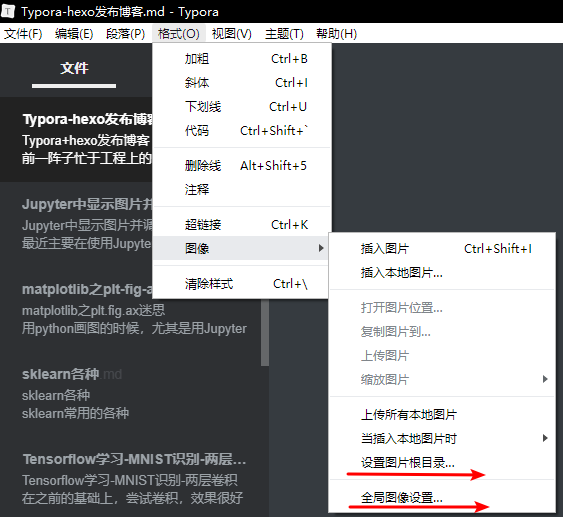 Typora-hexo发布博客.md - Typora
文件(F) 编辑(E) 段落(P) 格式(O) 视图(V) 主题(T) 帮助(H)
文件
Typora-hexo发布博客
Typora+hexo发布博客
前一阵子忙于工程上的
Jupyter中显示图片并
Jupyter中显示图片并调
最近主要在使用Jupyte
matplotlib之plt-fig-a
matplotlib之plt.fig.ax迷思
用python画图的时候，尤其是用Jupyter
sklearn各种.md
sklearn各种
sklearn常用的各种
Tensorflow学习-MNIST识别-两层...
Tensorflow学习-MNIST识别-两层卷积
在之前的基础上，尝试卷积，效果很好
加粗 Ctrl+B
斜体 Ctrl+I
下划线 Ctrl+U
代码 Ctrl+Shift+`
删除线 Alt+Shift+5
注释
超链接 Ctrl+K
图像
清除样式 Ctrl+\
插入图片 Ctrl+Shift+I
插入本地图片...
打开图片位置...
复制图片到...
上传图片
缩放图片
上传所有本地图片
当插入本地图片时
设置图片根目录...
全局图像设置...